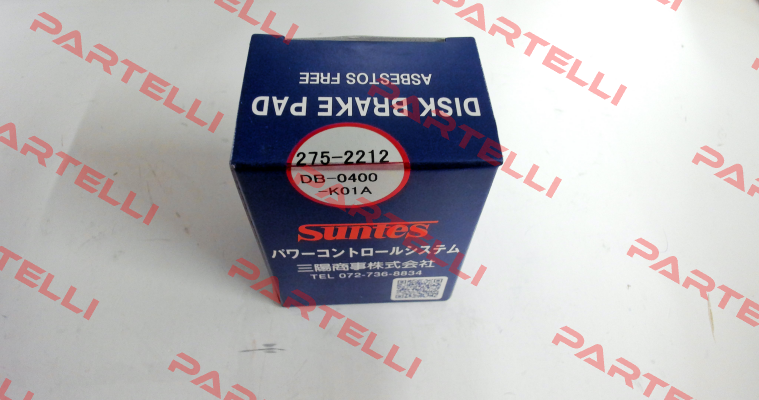 DISK BRAKE PAD
ASBESTOS FREE
275-2212
DB-0400
-K01A
Suntes
パワーコントロールシステム
三陽商事株式会社
TEL 072-736-8834
PARTELLI
PARTELLI
PARTELLI
PARTELLI
PARTELLI
PARTELLI
PARTELLI
PARTELLI
PARTELLI
PARTELLI
PARTELLI
PARTELLI